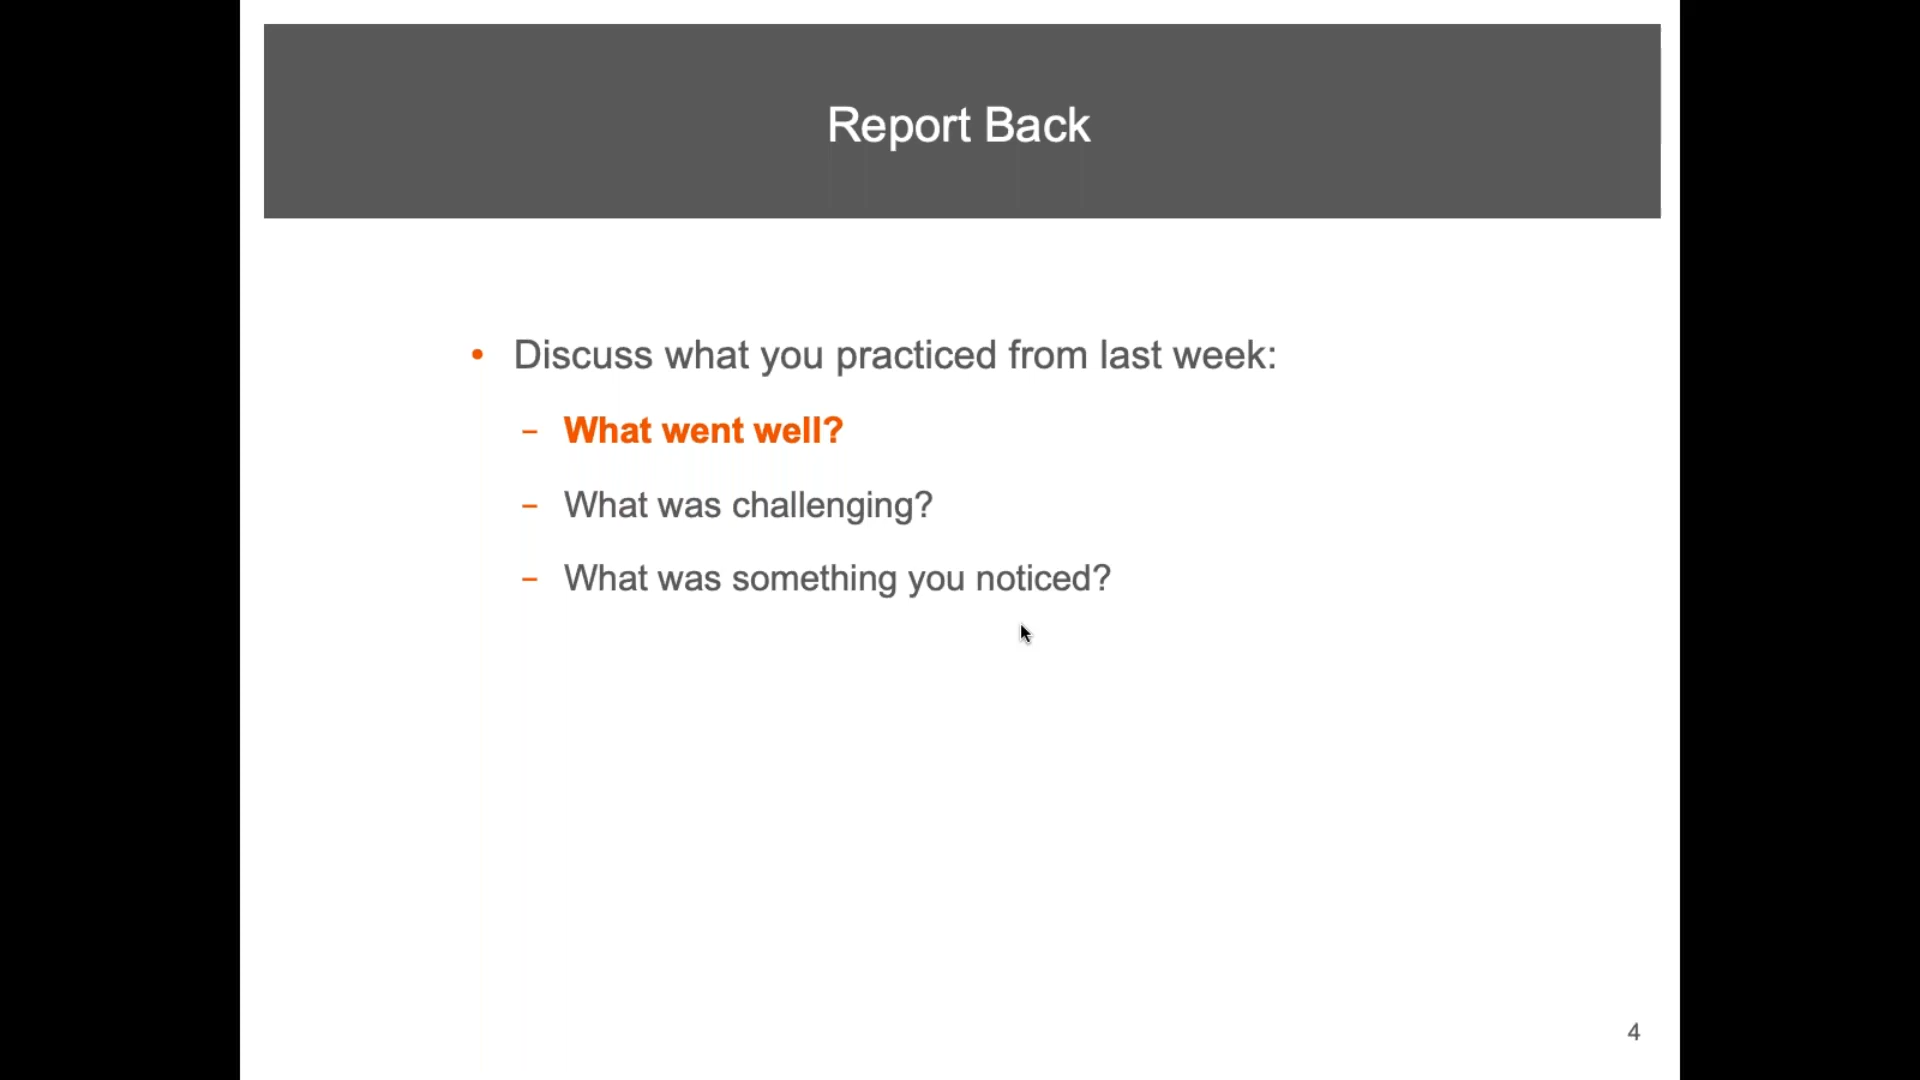 Report Back
• Discuss what you practiced from last week:
– What went well?
– What was challenging?
– What was something you noticed?
4